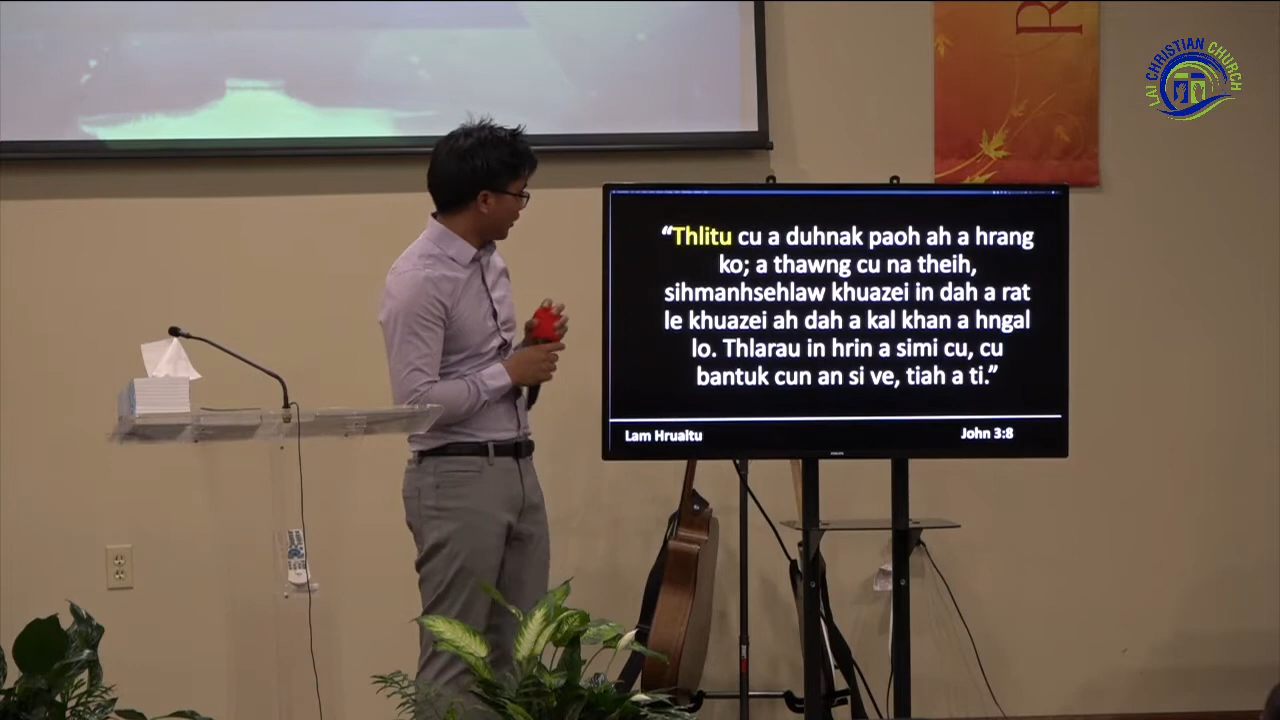 R
LAI CHRISTIAN CHURCH
“Thlitu cu a duhnak paoh ah a hrang
ko; a thawng cu na theih,
sihmanhsehlaw khuazei in dah a rat
le khuazei ah dah a kal khan a hngal
lo. Thlarau in hrin a simi cu, cu
bantuk cun an si ve, tiah a ti.”
Lam Hruaitu
John 3:8